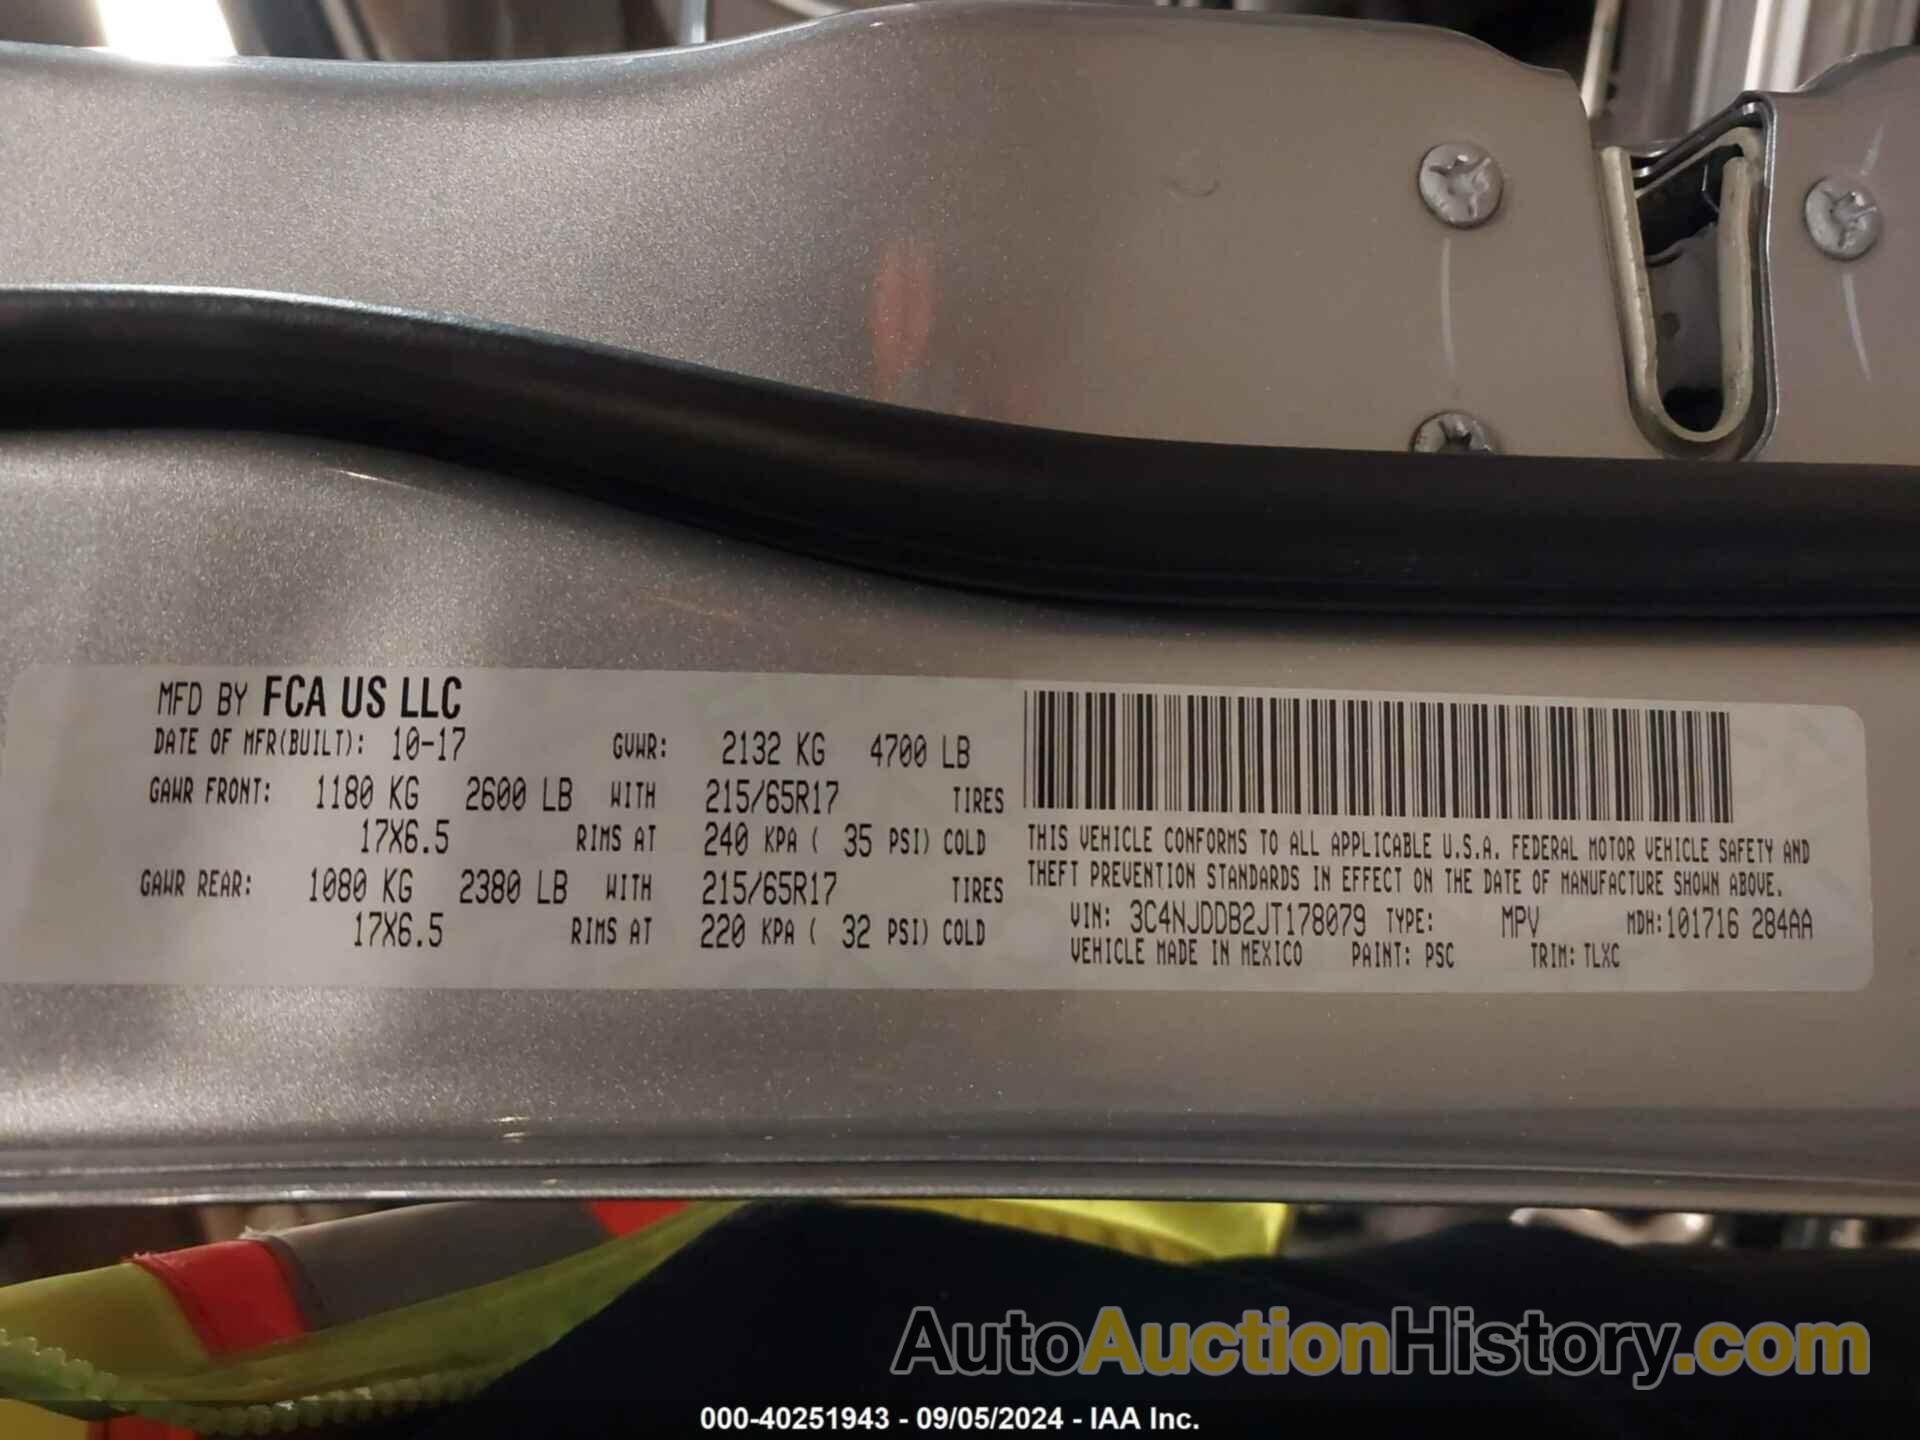 MFD BY FCA US LLC
DATE OF MFR(BUILT): 10-17 GVWR: 2132 KG 4700 LB
GAWR FRONT: 1180 KG 2600 LB WITH 215/65R17 TIRES
17X6.5 RIMS AT 240 KPA ( 35 PSI) COLD
GAWR REAR: 1080 KG 2380 LB WITH 215/65R17 TIRES
17X6.5 RIMS AT 220 KPA ( 32 PSI) COLD
THIS VEHICLE CONFORMS TO ALL APPLICABLE U.S.A. FEDERAL MOTOR VEHICLE SAFETY AND
THEFT PREVENTION STANDARDS IN EFFECT ON THE DATE OF MANUFACTURE SHOWN ABOVE.
VIN: 3C4NJDDB2JT178079 TYPE: MPV MDH:101716 284AA
VEHICLE MADE IN MEXICO PAINT: PSC TRIM: TLXC
AutoAuctionHistory.com
000-40251943 - 09/05/2024 - IAA Inc.